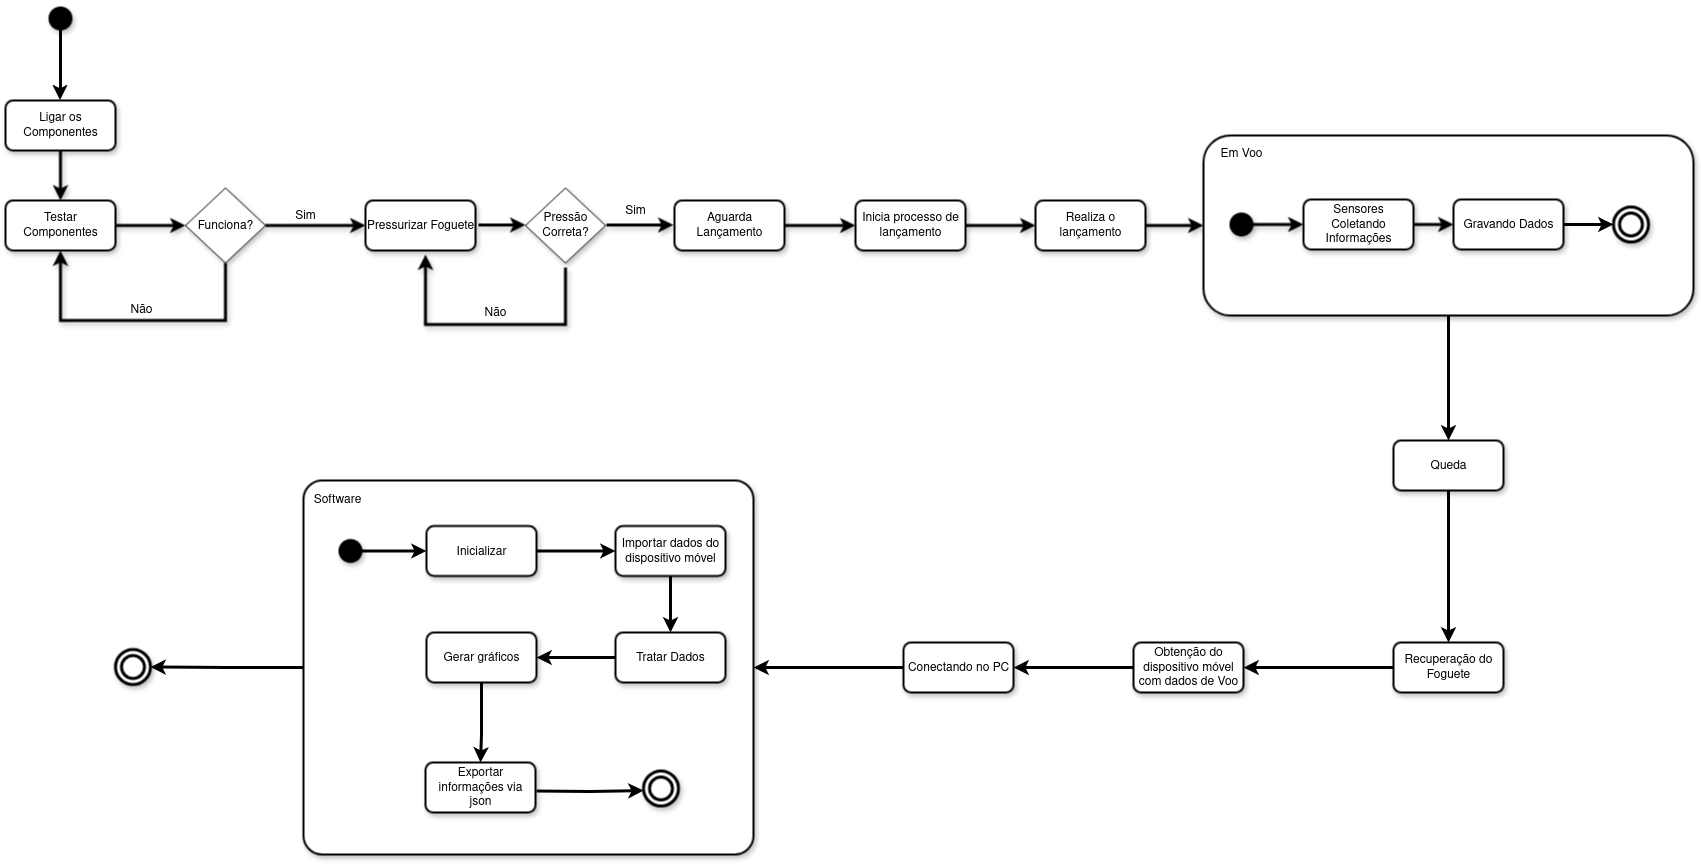 Ligar os
Componentes
Testar
Componentes
Funciona?
Sim
Não
Pressurizar Foguete
Pressão
Correta?
Sim
Não
Aguarda
Lançamento
Inicia processo de
lançamento
Realiza o
lançamento
Em Voo
Sensores
Coletando
Informações
Gravando Dados
Queda
Recuperação do
Foguete
Obtenção do
dispositivo móvel
com dados de Voo
Conectando no PC
Software
Inicializar
Importar dados do
dispositivo móvel
Tratar Dados
Gerar gráficos
Exportar
informações via
json